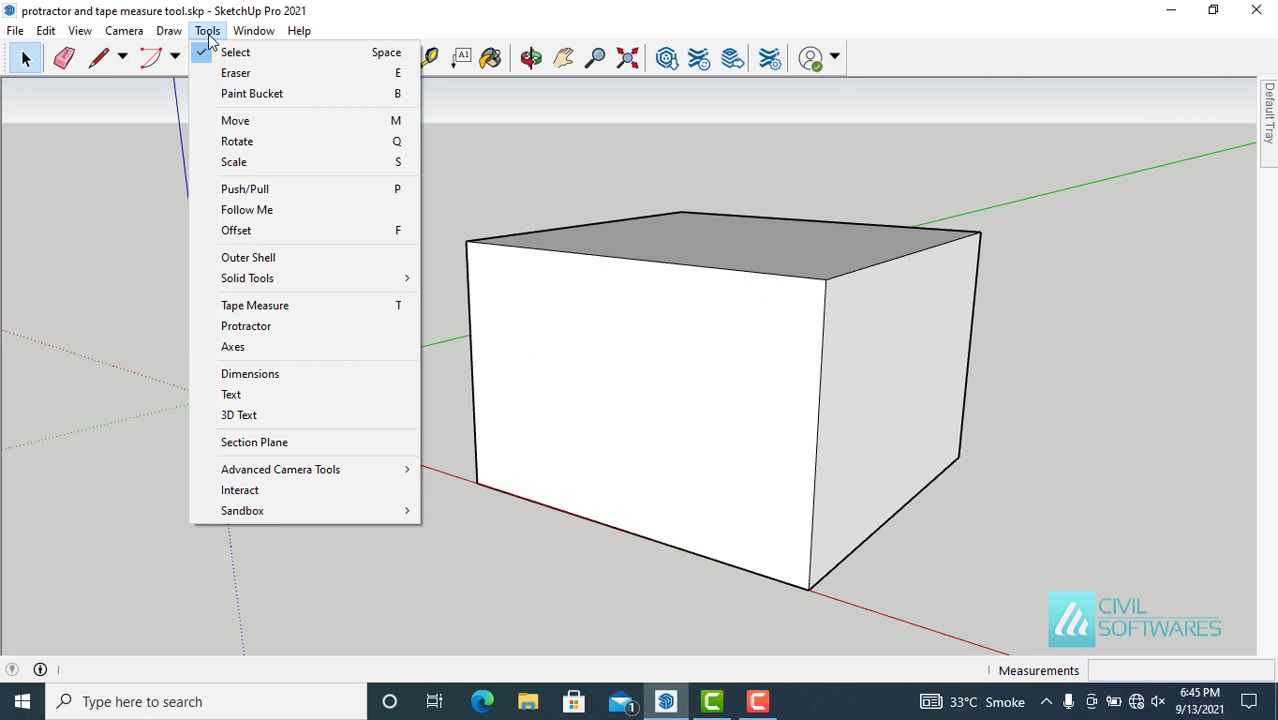 protractor and tape measure tool.skp - SketchUp Pro 2021
File Edit View Camera Draw Tools Window Help
A1
Select Space
Eraser E
Paint Bucket B
Move M
Rotate Q
Scale S
Push/Pull P
Follow Me
Offset F
Outer Shell
Solid Tools
Tape Measure T
Protractor
Axes
Dimensions
Text
3D Text
Section Plane
Advanced Camera Tools
Interact
Sandbox
Default Tray
CIVIL
SOFTWARES
Measurements
Type here to search
1
33°C Smoke
6:45 PM
9/13/2021